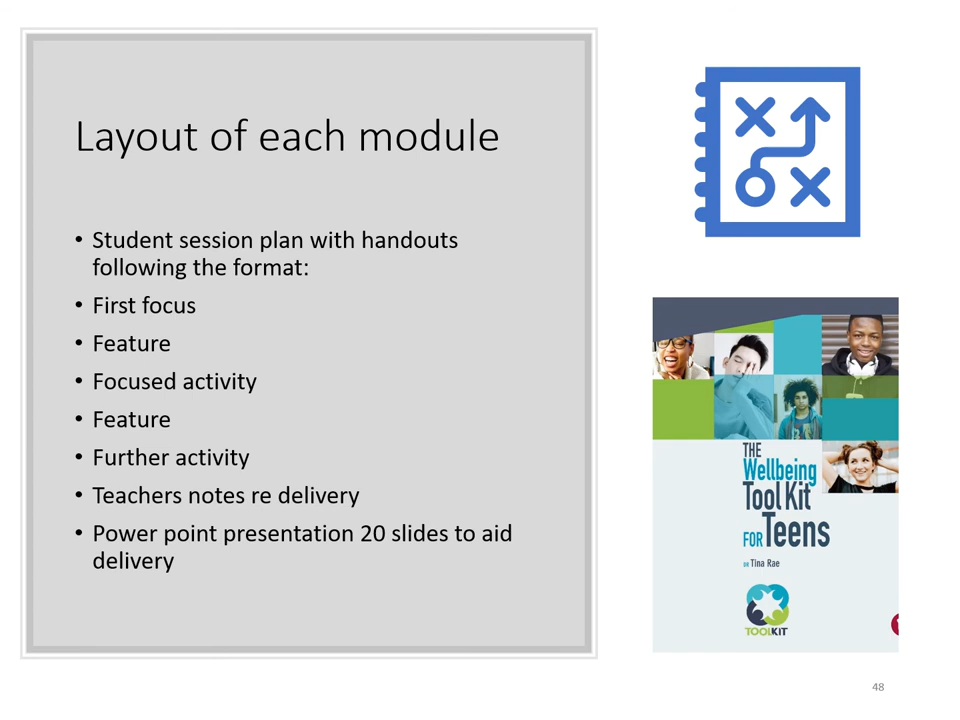 Layout of each module
• Student session plan with handouts
following the format:
• First focus
• Feature
• Focused activity
• Feature
• Further activity
• Teachers notes re delivery
• Power point presentation 20 slides to aid
delivery
THE
Wellbeing
Tool Kit
FOR Teens
DR Tina Rae
TOOLKIT
48